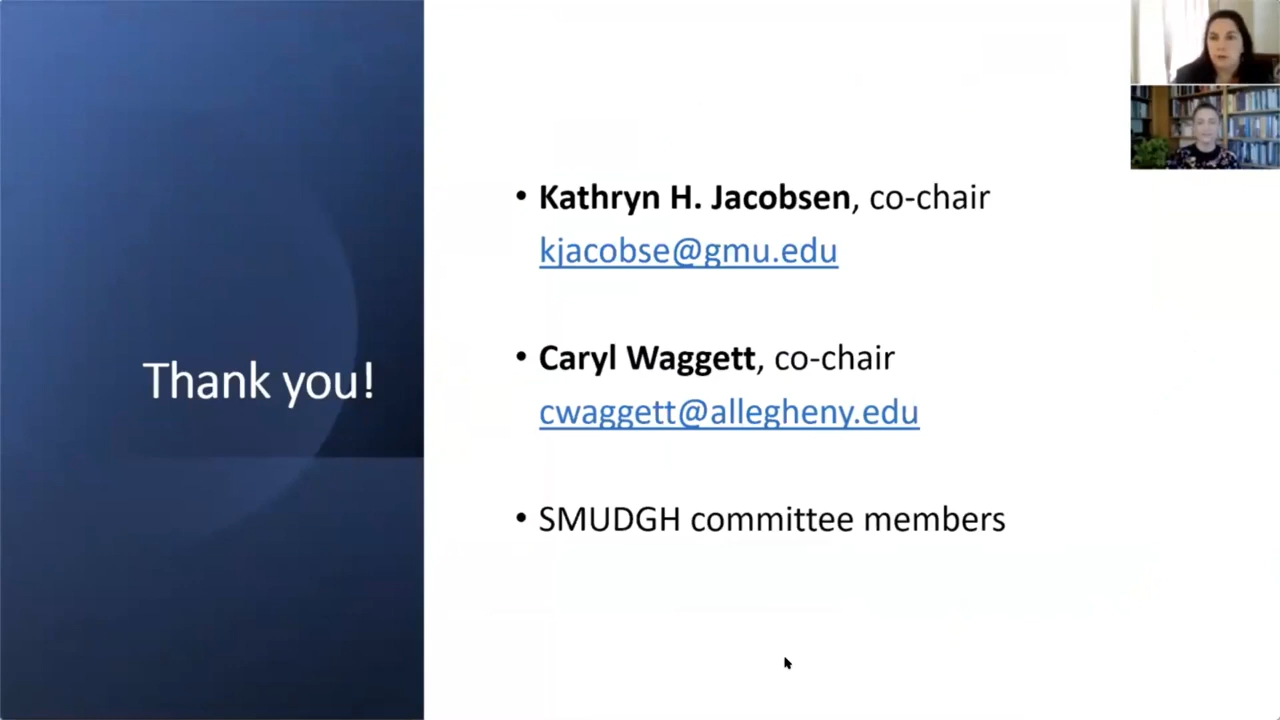 Thank you!
• Kathryn H. Jacobsen, co-chair
kjacobse@gmu.edu
• Caryl Waggett, co-chair
cwaggett@allegheny.edu
• SMUDGH committee members